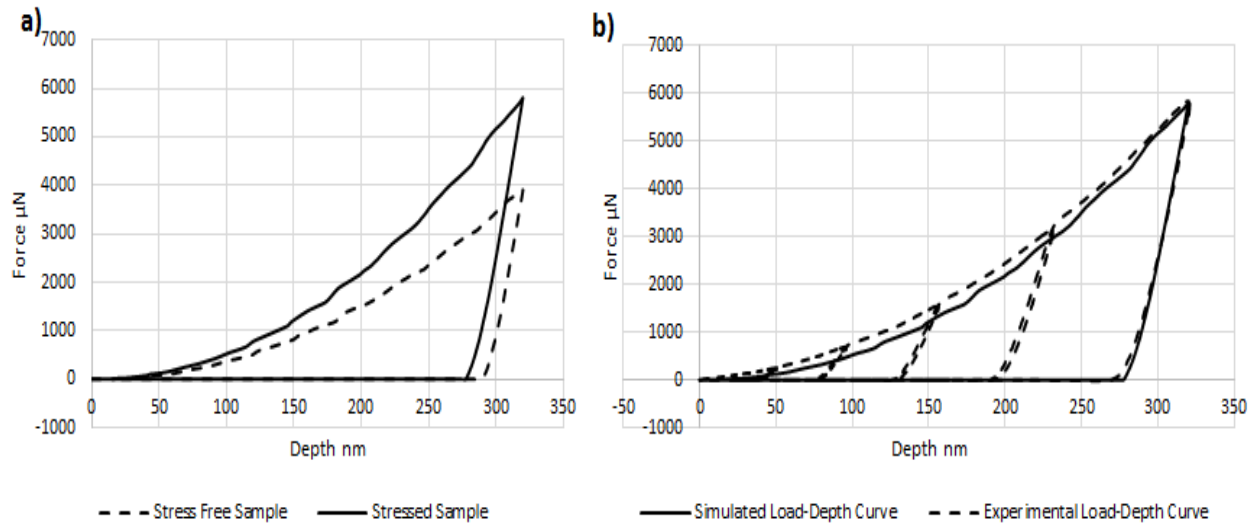 a)
7000
6000
5000
4000
3000
2000
1000
0
-1000
Force µN
0 50 100 150 200 250 300 350
Depth nm
Stress Free Sample Stressed Sample
b)
7000
6000
5000
4000
3000
2000
1000
0
-1000
Force µN
-50 0 50 100 150 200 250 300 350
Depth nm
Simulated Load-Depth Curve Experimental Load-Depth Curve